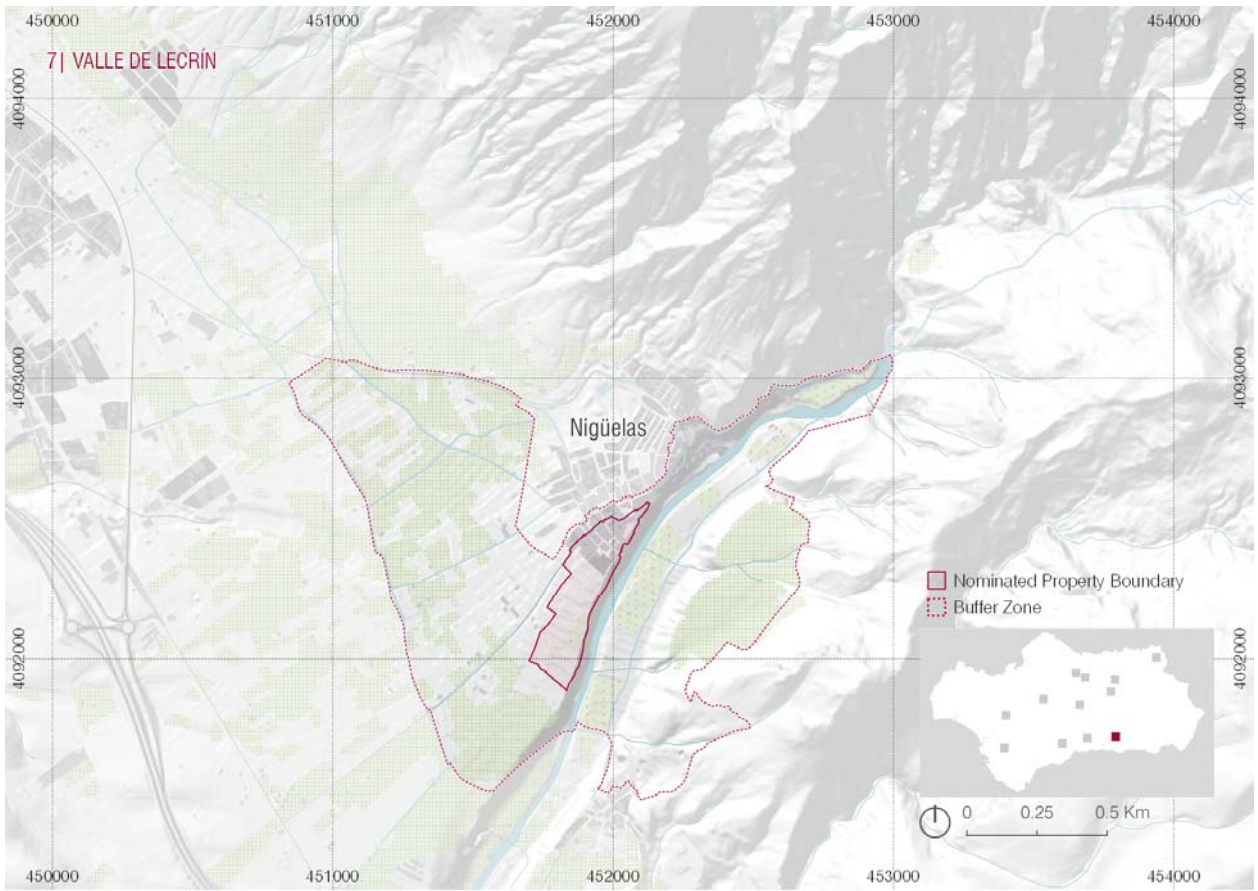 450000 451000 452000 453000 454000
7| VALLE DE LECRÍN
4094000 4094000
4093000 4093000
Nigüelas
Nominated Property Boundary
Buffer Zone
4092000 4092000
0 0.25 0.5 Km
450000 451000 452000 453000 454000